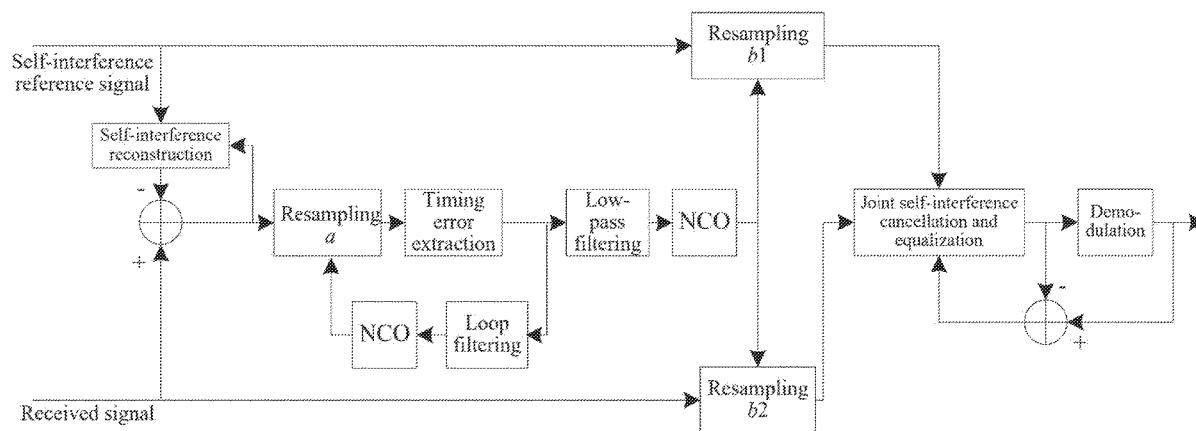 Self-interference
reference signal
Resampling
b1
Self-interference
reconstruction
-
+
Resampling
a
Timing
error
extraction
Low-
pass
filtering
NCO
Joint self-interference
cancellation and
equalization
Demo-
dulation
NCO
Loop
filtering
-
+
Resampling
b2
Received signal